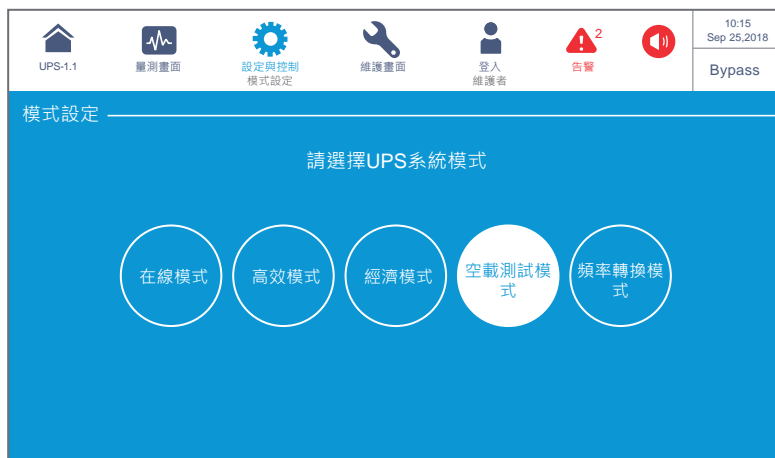 10:15
2
Sep 25,2018
UPS-1.1
量測畫面
設定與控制
模式設定
維護畫面
登入
維護者
告警
Bypass
模式設定
請選擇UPS系統模式
在線模式
高效模式
經濟模式
空載測試模
式
頻率轉換模
式